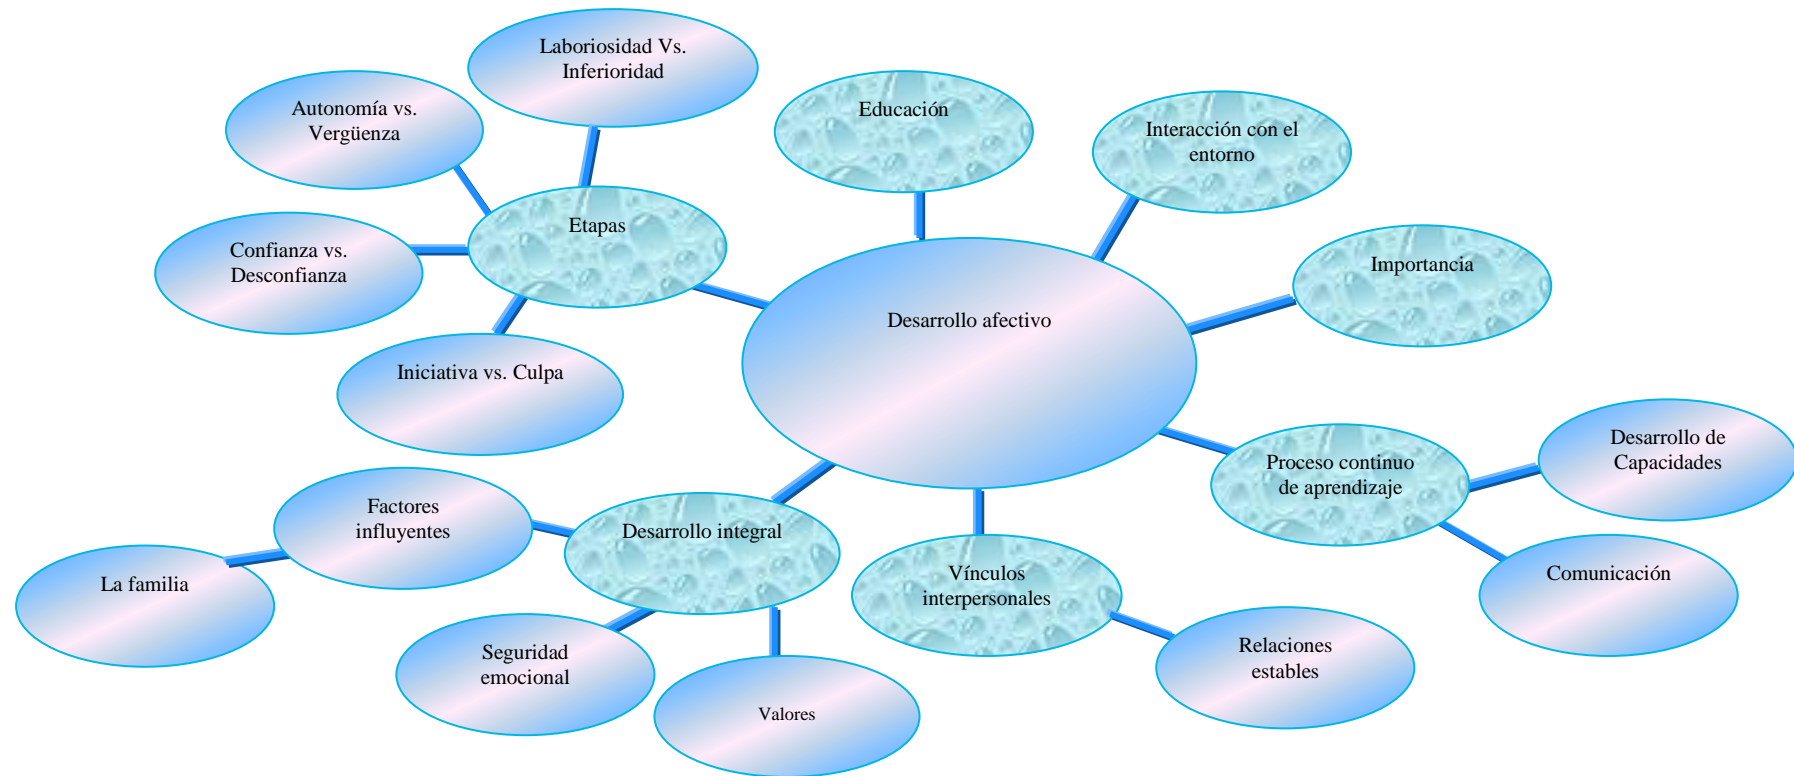 Laboriosidad Vs.
Inferioridad
Autonomía vs.
Vergüenza
Educación
Interacción con el
entorno
Etapas
Confianza vs.
Desconfianza
Importancia
Desarrollo afectivo
Iniciativa vs. Culpa
Desarrollo de
Capacidades
Proceso continuo
de aprendizaje
Factores
influyentes
Desarrollo integral
Vínculos
interpersonales
La familia
Comunicación
Seguridad
emocional
Relaciones
estables
Valores